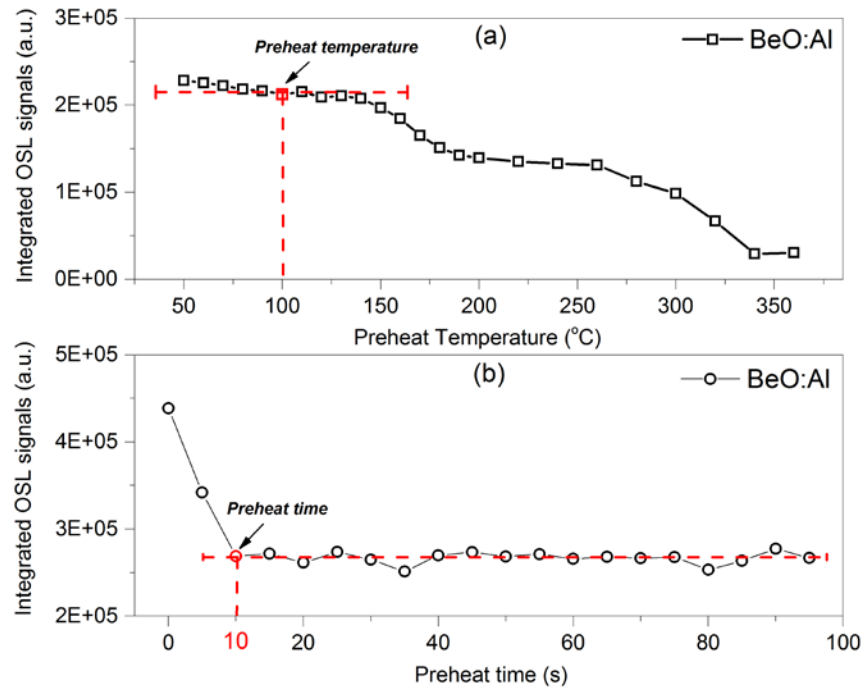 3E+05
(a)
BeO:Al
Preheat temperature
2E+05
1E+05
0E+00
Integrated OSL signals (a.u.)
50 100 150 200 250 300 350
Preheat Temperature (°C)
5E+05
(b)
BeO:Al
4E+05
Preheat time
3E+05
2E+05
Integrated OSL signals (a.u.)
0 10 20 40 60 80 100
Preheat time (s)